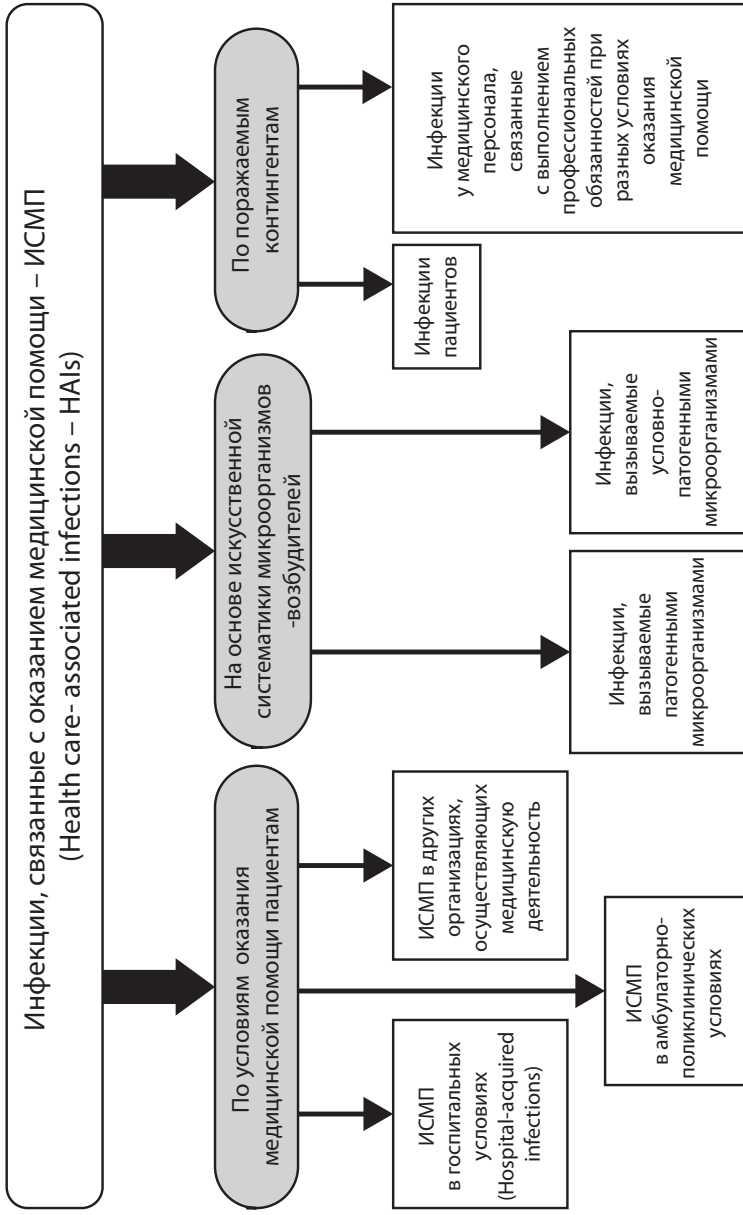 Инфекции, связанные с оказанием медицинской помощи – ИСМП
(Health care- associated infections – HAIs)
По условиям оказания
медицинской помощи пациентам
ИСМП
в госпитальных
условиях
(Hospital-acquired
infections)
ИСМП
в амбулаторно-
поликлинических
условиях
ИСМП в других
организациях,
осуществляющих
медицинскую
деятельность
На основе искусственной
систематики микроорганизмов
-возбудителей
Инфекции,
вызываемые
патогенными
микроорганизмами
Инфекции,
вызываемые
условно-
патогенными
микроорганизмами
По поражаемым
контингентам
Инфекции
пациентов
Инфекции
у медицинского
персонала,
связанные
с выполнением
профессиональных
обязанностей при
разных условиях
оказания
медицинской
помощи